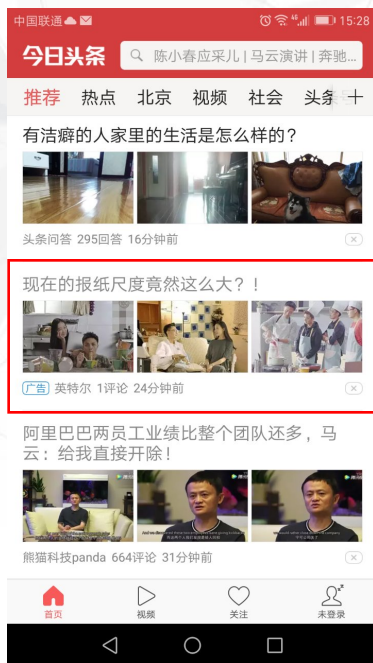 中国联通 46 15:28
今日头条 陈小春应采儿 | 马云演讲 | 奔驰...
推荐 热点 北京 视频 社会 头条
有洁癖的人家里的生活是怎么样的?
头条问答 295回答 16分钟前
现在的报纸尺度竟然这么大?!
广告 英特尔 1评论 24分钟前
阿里巴巴两员工业绩比整个团队还多，马
云：给我直接开除！
熊猫科技panda 664评论 31分钟前
首页 视频 关注 未登录